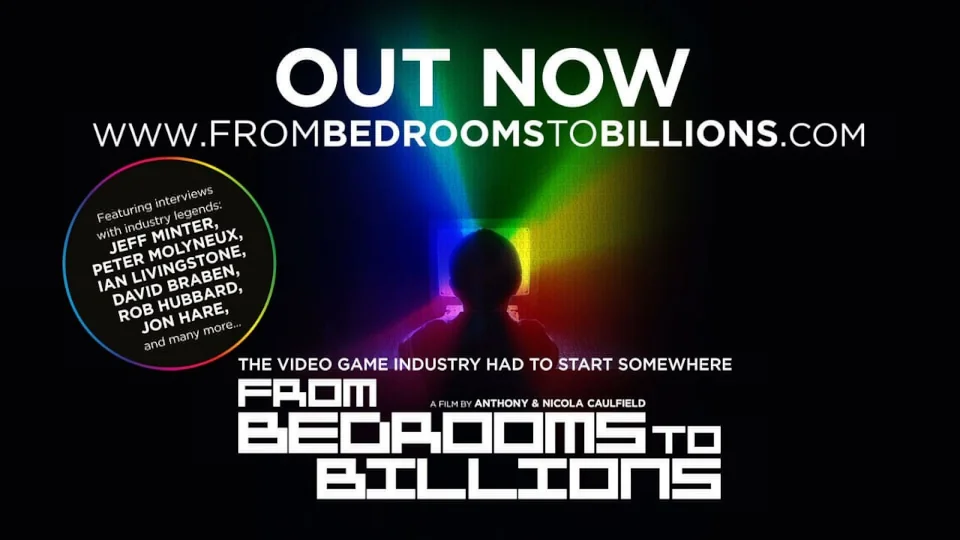 OUT NOW
WWW.FROMBEDROOMSTOBILLIONS.COM
Featuring interviews
with industry legends:
JEFF MINTER,
PETER MOLYNEUX,
IAN LIVINGSTONE,
DAVID BRABEN,
ROB HUBBARD,
JON HARE,
and many more...
THE VIDEO GAME INDUSTRY HAD TO START SOMEWHERE
FROM
A FILM BY ANTHONY & NICOLA CAULFIELD
BEDROOMS TO
BILLIONS